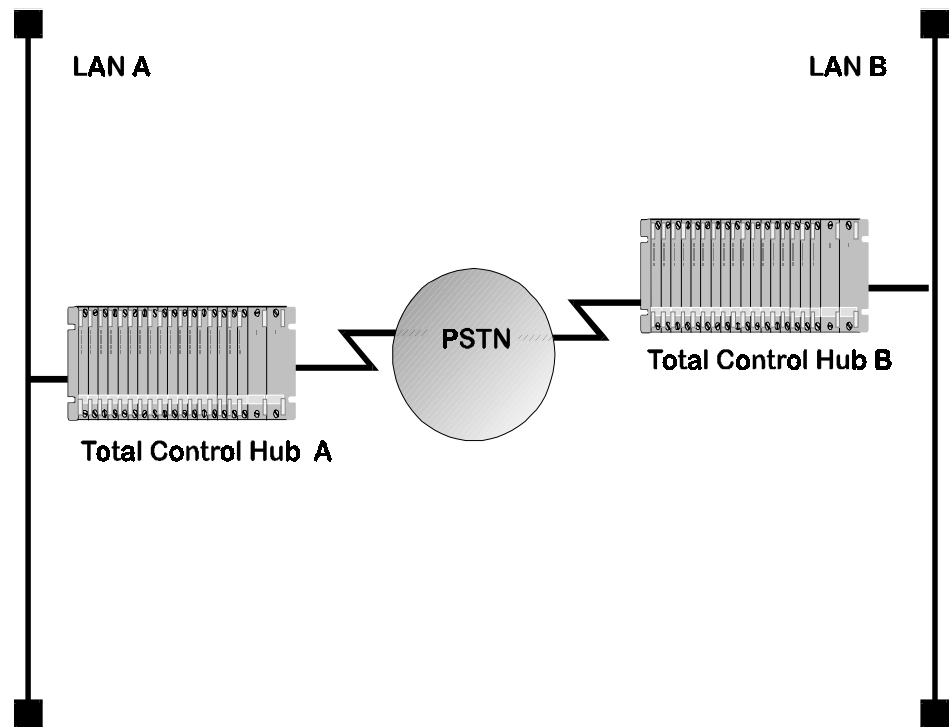 LAN A
LAN B
PSTN
Total Control Hub B
Total Control Hub A